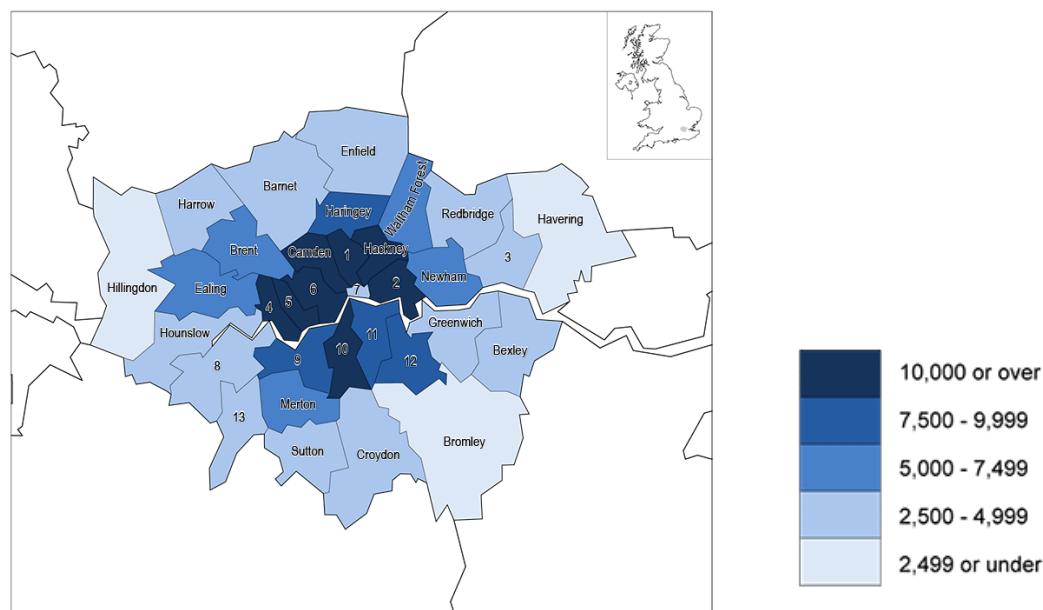 Enfield
Barnet
Harrow
Haringey
Waltham Forest
Redbridge
Havering
Brent
Camden
1
Hackney
3
Hillingdon
Ealing
4
5
6
7
2
Newham
Hounslow
8
9
10
11
12
Greenwich
Bexley
13
Merton
Sutton
Croydon
Bromley
10,000 or over
7,500 - 9,999
5,000 - 7,499
2,500 - 4,999
2,499 or under